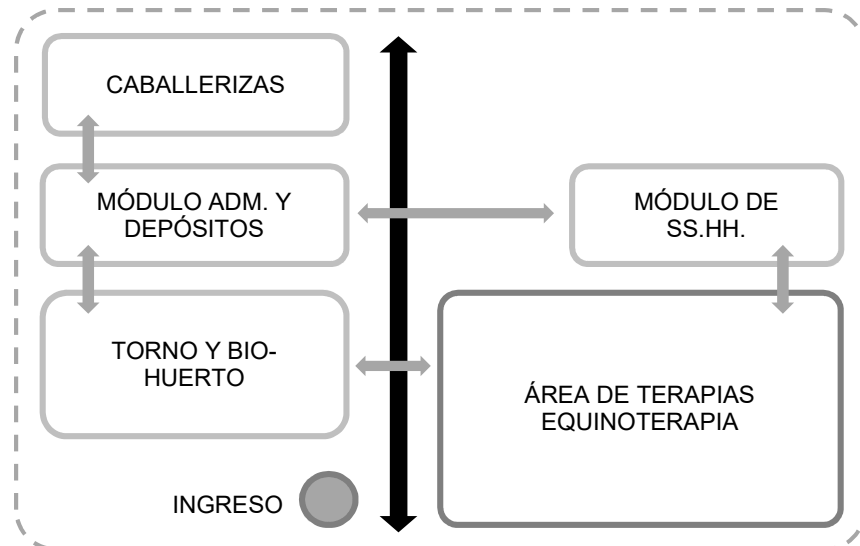 CABALLERIZAS
MÓDULO ADM. Y
DEPÓSITOS
MÓDULO DE
SS.HH.
TORNO Y BIO-
HUERTO
ÁREA DE TERAPIAS
EQUINOTERAPIA
INGRESO